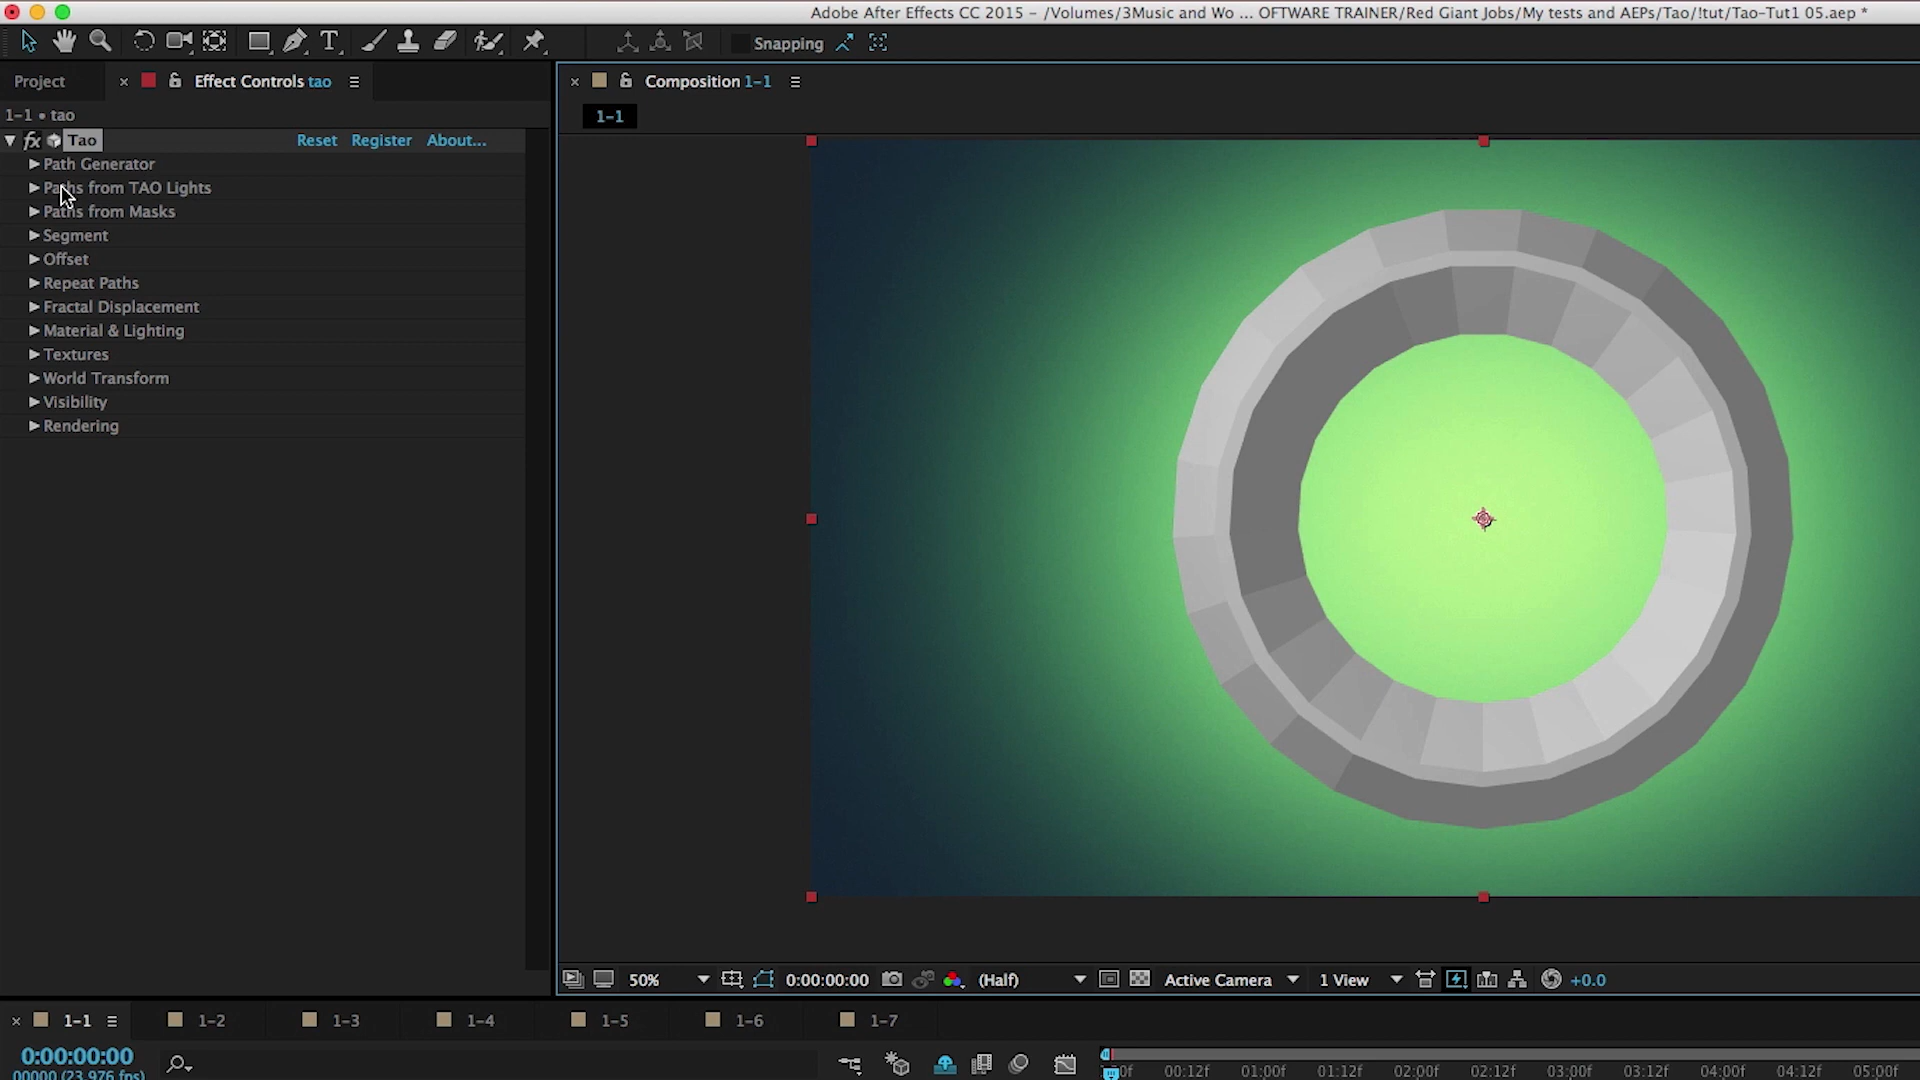 Adobe After Effects CC 2015 - /Volumes/3Music and Wo ... OFTWARE TRAINER/Red Giant Jobs/My tests and AEPs/Tao/!tut/Tao-Tut1 05.aep *
T Snapping
Project × Effect Controls tao × Composition 1-1
1-1 • tao
1-1
fx Tao Reset Register About...
Path Generator
Paths from TAO Lights
Paths from Masks
Segment
Offset
Repeat Paths
Fractal Displacement
Material & Lighting
Textures
World Transform
Visibility
Rendering
50% 0:00:00:00 (Half) Active Camera 1 View +0.0
× 1-1 1-2 1-3 1-4 1-5 1-6 1-7
0:00:00:00
00000 (23.976 fps)
0f 00:12f 01:00f 01:12f 02:00f 02:12f 03:00f 03:12f 04:00f 04:12f 05:00f